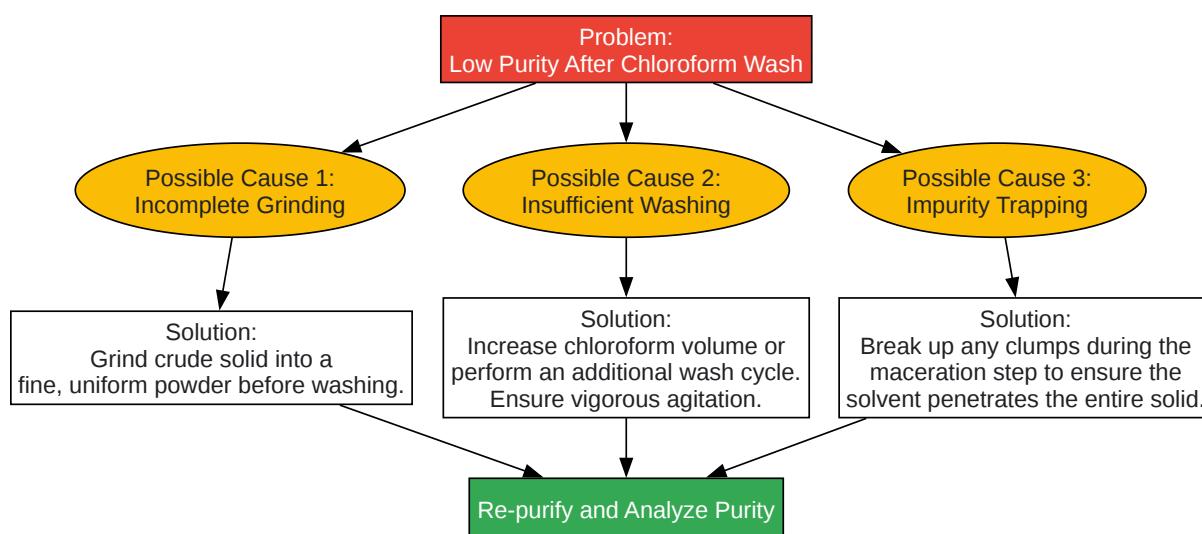 Problem:
Low Purity After Chloroform Wash
Possible Cause 1:
Incomplete Grinding
Possible Cause 2:
Insufficient Washing
Possible Cause 3:
Impurity Trapping
Solution:
Grind crude solid into a
fine, uniform powder before washing.
Solution:
Increase chloroform volume or
perform an additional wash cycle.
Ensure vigorous agitation.
Solution:
Break up any clumps during the
maceration step to ensure the
solvent penetrates the entire solid.
Re-purify and Analyze Purity